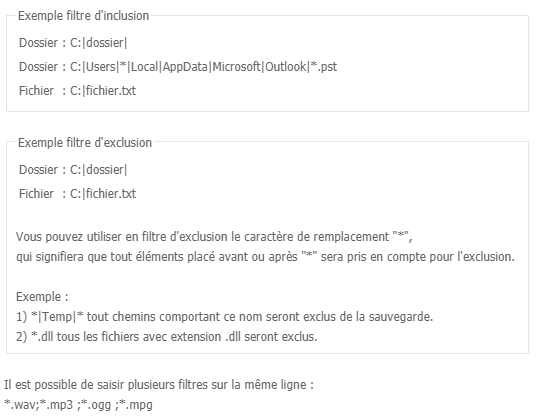 Exemple filtre d'inclusion
Dossier : C:|dossier|
Dossier : C:|Users|*|Local|AppData|Microsoft|Outlook|*.pst
Fichier : C:|fichier.txt
Exemple filtre d'exclusion
Dossier : C:|dossier|
Fichier : C:|fichier.txt
Vous pouvez utiliser en filtre d'exclusion le caractère de remplacement "*",
qui signifiera que tout éléments placé avant ou après "*" sera pris en compte pour l'exclusion.
Exemple :
1) *|Temp|* tout chemins comportant ce nom seront exclus de la sauvegarde.
2) *.dll tous les fichiers avec extension .dll seront exclus.
Il est possible de saisir plusieurs filtres sur la même ligne :
*.wav;*.mp3 ;*.ogg ;*.mpg